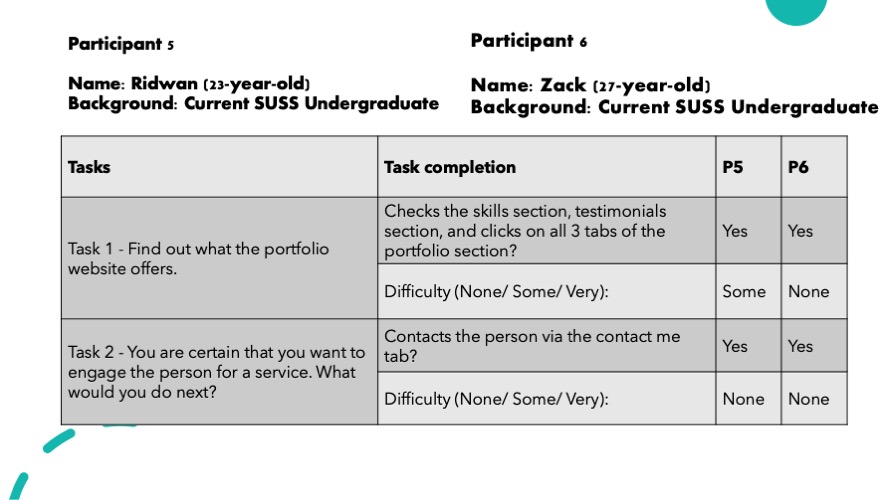 Participant 5
Name: Ridwan (23-year-old)
Background: Current SUSS Undergraduate
Participant 6
Name: Zack (27-year-old)
Background: Current SUSS Undergraduate
Tasks
Task completion
P5
P6
Task 1 - Find out what the portfolio
website offers.
Checks the skills section, testimonials
section, and clicks on all 3 tabs of the
portfolio section?
Yes
Yes
Difficulty (None/ Some/ Very):
Some
None
Task 2 - You are certain that you want to
engage the person for a service. What
would you do next?
Contacts the person via the contact me
tab?
Yes
Yes
Difficulty (None/ Some/ Very):
None
None